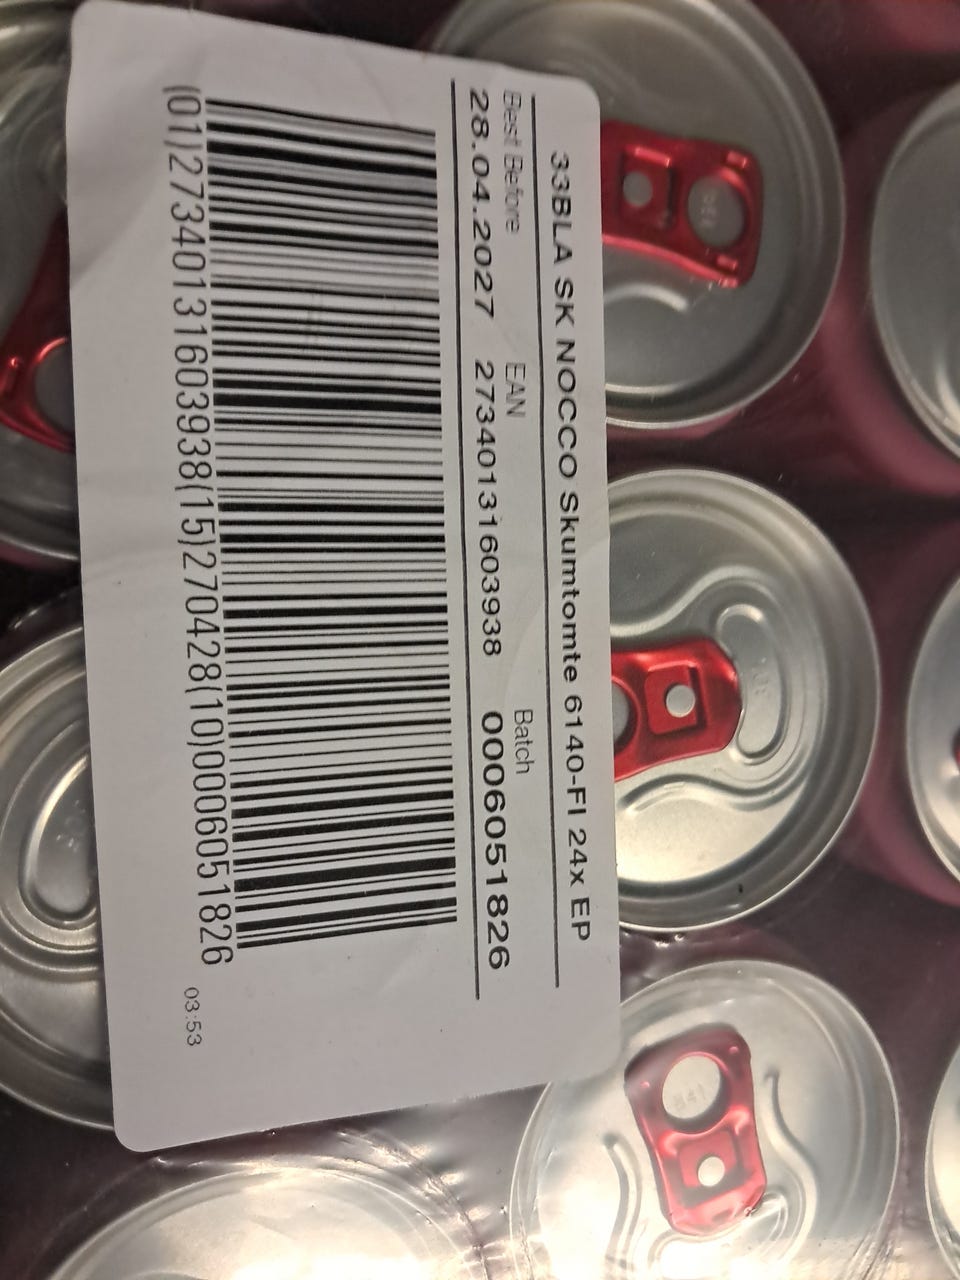 33BLA SK NOCCO Skumtomte 6140-FI 24x EP
Best Before EAN Batch
28.04.2027 27340131603938 0006051826
(01)27340131603938(15)270428(10)0006051826
03:53